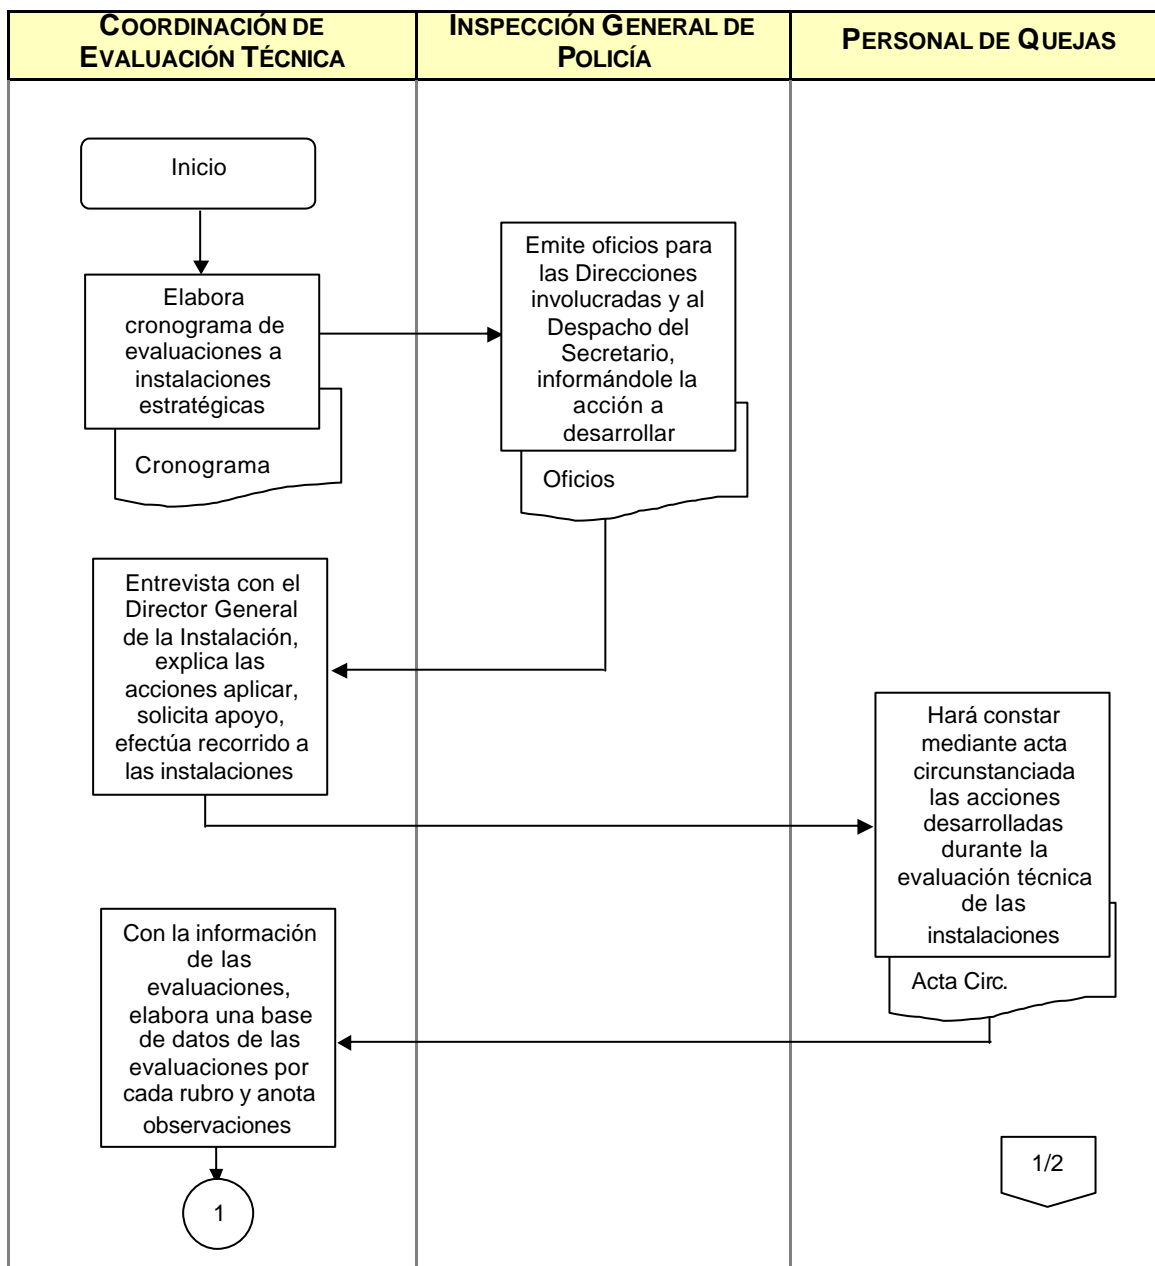 COORDINACIÓN DE
EVALUACIÓN TÉCNICA
INSPECCIÓN GENERAL DE
POLICÍA
PERSONAL DE QUEJAS
Inicio
Elabora
cronograma de
evaluaciones a
instalaciones
estratégicas
Cronograma
Emite oficios para
las Direcciones
involucradas y al
Despacho del
Secretario,
informándole la
acción a
desarrollar
Oficios
Entrevista con el
Director General
de la Instalación,
explica las
acciones aplicar,
solicita apoyo,
efectúa recorrido a
las instalaciones
Hará constar
mediante acta
circunstanciada
las acciones
desarrolladas
durante la
evaluación técnica
de las
instalaciones
Acta Circ.
Con la información
de las
evaluaciones,
elabora una base
de datos de las
evaluaciones por
cada rubro y anota
observaciones
1
1/2